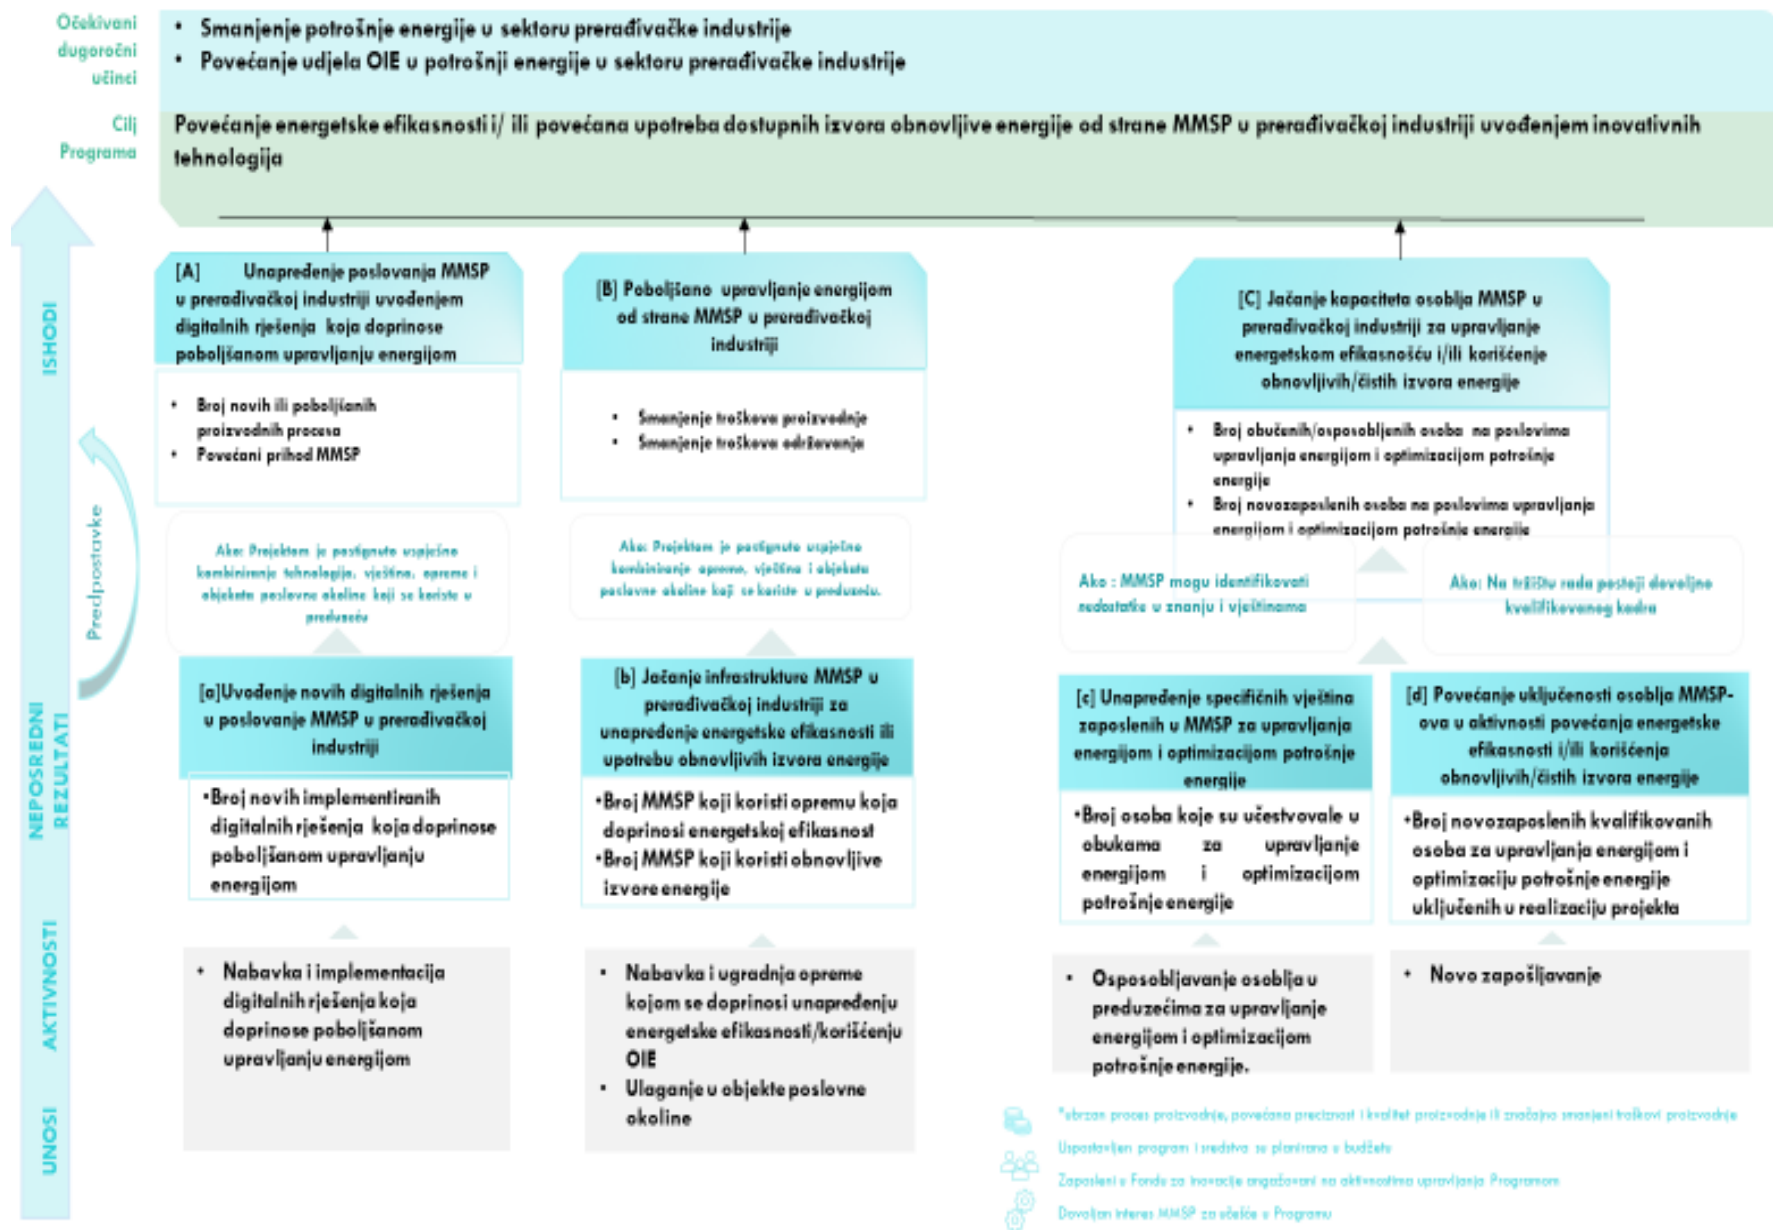 Očekivani
dugoročni
učinci
• Smanjenje potrošnje energije u sektoru prerađivačke industrije
• Povećanje udjela OIE u potrošnji energije u sektoru prerađivačke industrije
Cilj
Programa
Povećanje energetske efikasnosti i/ ili povećana upotreba dostupnih izvora obnovljive energije od strane MMSP u prerađivačkoj industriji uvođenjem inovativnih
tehnologija
ISHODI
[A] Unapređenje poslovanja MMSP
u prerađivačkoj industriji uvođenjem
digitalnih rješenja koja doprinose
poboljšanom upravljanju energijom
• Broj novih ili poboljšanih
proizvodnih procesa
• Povećani prihod MMSP
[B] Poboljšano upravljanje energijom
od strane MMSP u prerađivačkoj
industriji
• Smanjenje troškova proizvodnje
• Smanjenje troškova održavanja
[C] Jačanje kapaciteta osoblja MMSP u
prerađivačkoj industriji za upravljanje
energetskom efikasnošću i/ili korišćenje
obnovljivih/čistih izvora energije
• Broj obučenih/osposobljenih osoba na poslovima
upravljanja energijom i optimizacijom potrošnje
energije
• Broj novozaposlenih osoba na poslovima upravljanja
energijom i optimizacijom potrošnje energije
Predpostavke
Ako: Projektom je postignuto uspješno
kombiniranje tehnologija, vještina, opreme i
objekata poslovne okoline koji se koriste u
preduzeću
Ako: Projektom je postignuto uspješno
kombiniranje opreme, vještina i objekata
poslovne okoline koji se koriste u preduzeću.
Ako : MMSP mogu identifikovati
nedostatke u znanju i vještinama
Ako: Na tržištu rada postoji dovoljno
kvalifikovanog kadra
NEPOSREDNI
REZULTATI
[a]Uvođenje novih digitalnih rješenja
u poslovanje MMSP u prerađivačkoj
industriji
•Broj novih implementiranih
digitalnih rješenja koja doprinose
poboljšanom upravljanju
energijom
[b] Jačanje infrastrukture MMSP u
prerađivačkoj industriji za
unapređenje energetske efikasnosti ili
upotrebu obnovljivih izvora energije
•Broj MMSP koji koristi opremu koja
doprinosi energetskoj efikasnost
•Broj MMSP koji koristi obnovljive
izvore energije
[c] Unapređenje specifičnih vještina
zaposlenih u MMSP za upravljanja
energijom i optimizacijom potrošnje
energije
•Broj osoba koje su učestvovale u
obukama za upravljanje
energijom i optimizacijom
potrošnje energije
[d] Povećanje uključenosti osoblja MMSP-
ova u aktivnosti povećanja energetske
efikasnosti i/ili korišćenja
obnovljivih/čistih izvora energije
•Broj novozaposlenih kvalifikovanih
osoba za upravljanja energijom i
optimizaciju potrošnje energije
uključenih u realizaciju projekta
AKTIVNOSTI
• Nabavka i implementacija
digitalnih rješenja koja
doprinose poboljšanom
upravljanju energijom
• Nabavka i ugradnja opreme
kojom se doprinosi unapređenju
energetske efikasnosti/korišćenju
OIE
• Ulaganje u objekte poslovne
okoline
• Osposobljavanje osoblja u
preduzećima za upravljanje
energijom i optimizacijom
potrošnje energije.
• Novo zapošljavanje
UNOSI
*ubrzan proces proizvodnje, povećana preciznost i kvalitet proizvodnje ili značajno smanjeni troškovi proizvodnje
Uspostavljen program i sredstva su planirana u budžetu
Zaposleni u Fondu za inovacije angažovani na aktivnostima upravljanja Programom
Dovoljan interes MMSP za učešće u Programu